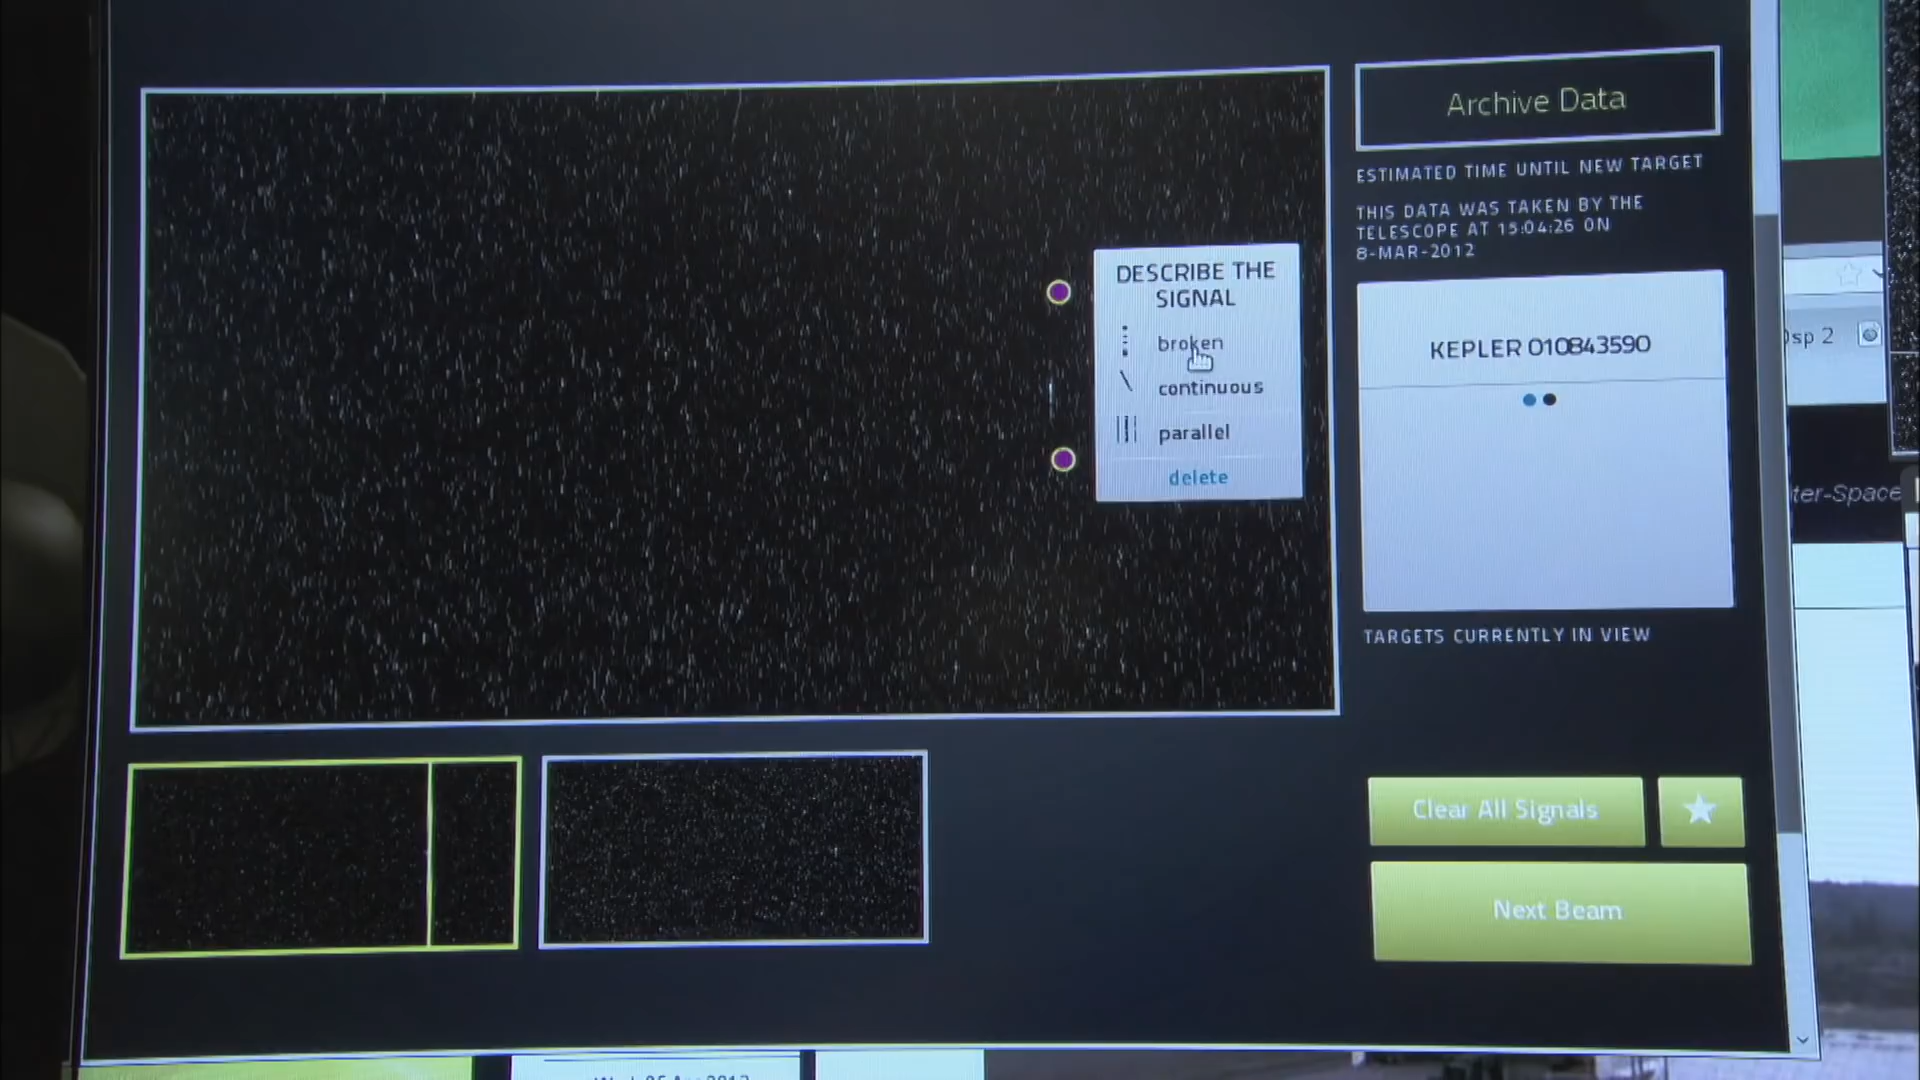 Archive Data
ESTIMATED TIME UNTIL NEW TARGET
THIS DATA WAS TAKEN BY THE
TELESCOPE AT 15:04:26 ON
8-MAR-2012
DESCRIBE THE
SIGNAL
broken
continuous
parallel
delete
KEPLER 010843590
TARGETS CURRENTLY IN VIEW
Clear All Signals
Next Beam
sp 2
ter-Space